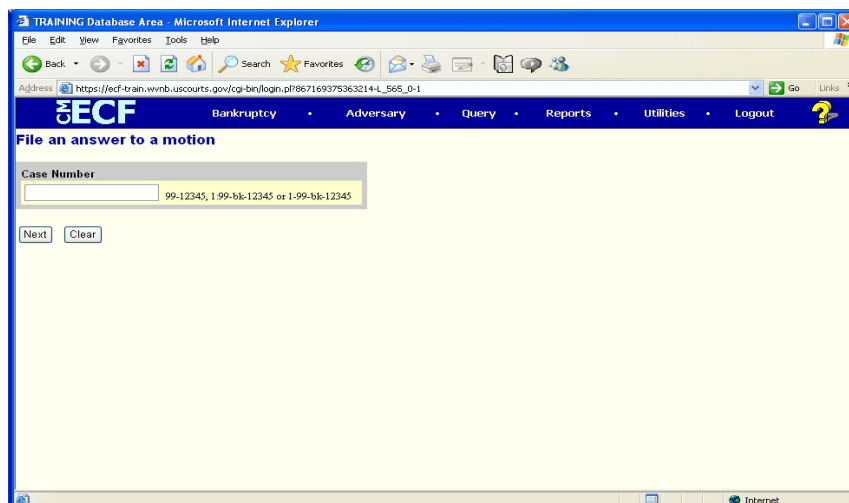 TRAINING Database Area - Microsoft Internet Explorer
File Edit View Favorites Tools Help
Back Search Favorites
Address https://ecf-train.wvnb.uscourts.gov/cgi-bin/login.pl?867169375363214-L_565_0-1 Go Links
CM ECF Bankruptcy • Adversary • Query • Reports • Utilities • Logout ?
File an answer to a motion
Case Number
99-12345, 1:99-bk-12345 or 1-99-bk-12345
Next Clear
Internet